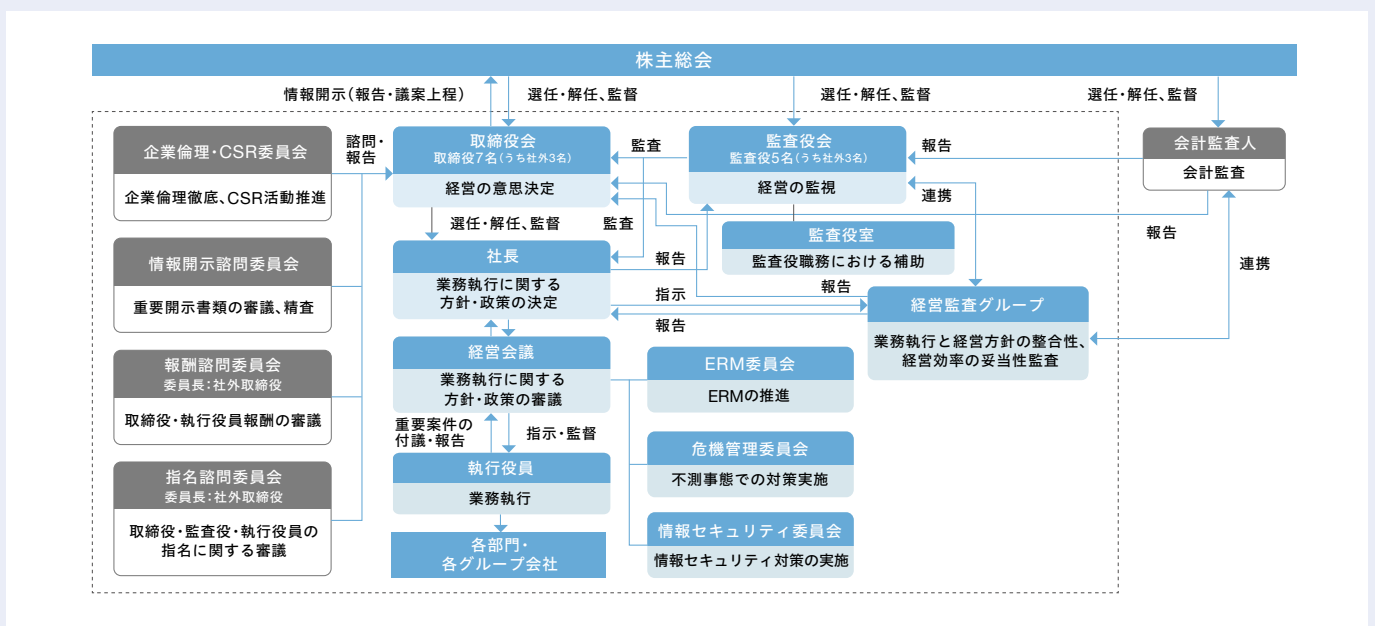 株主総会
情報開示(報告・議案上程)
選任・解任、監督
選任・解任、監督
選任・解任、監督
企業倫理・CSR委員会
企業倫理徹底、CSR活動推進
諮問・
報告
取締役会
取締役7名(うち社外3名)
経営の意思決定
監査
監査役会
監査役5名(うち社外3名)
経営の監視
報告
会計監査人
会計監査
連携
選任・解任、監督
監査
報告
監査役室
監査役職務における補助
報告
連携
情報開示諮問委員会
重要開示書類の審議、精査
社長
業務執行に関する
方針・政策の決定
報告
指示
報告
経営監査グループ
業務執行と経営方針の整合性、
経営効率の妥当性監査
報酬諮問委員会
委員長:社外取締役
取締役・執行役員報酬の審議
経営会議
業務執行に関する
方針・政策の審議
ERM委員会
ERMの推進
重要案件の
付議・報告
指示・監督
危機管理委員会
不測事態での対策実施
指名諮問委員会
委員長:社外取締役
取締役・監査役・執行役員の
指名に関する審議
執行役員
業務執行
情報セキュリティ委員会
情報セキュリティ対策の実施
各部門・
各グループ会社